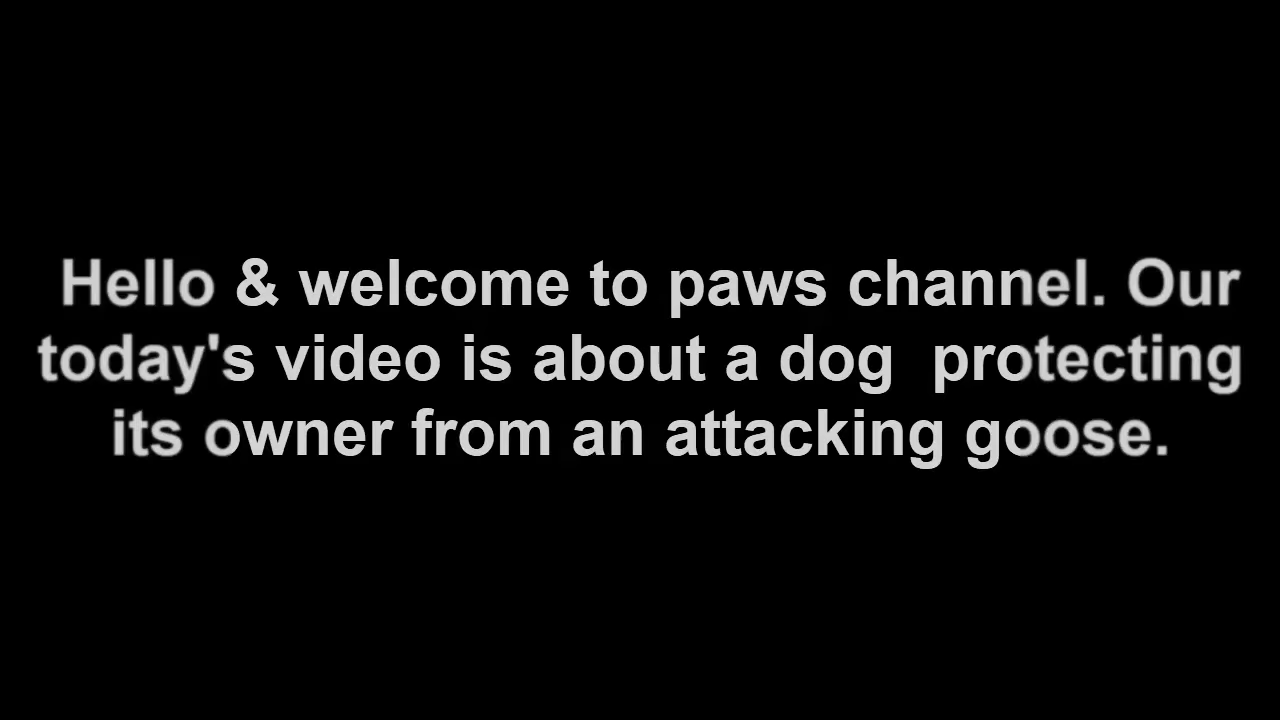 Hello & welcome to paws channel. Our
today's video is about a dog  protecting
its owner from an attacking goose.